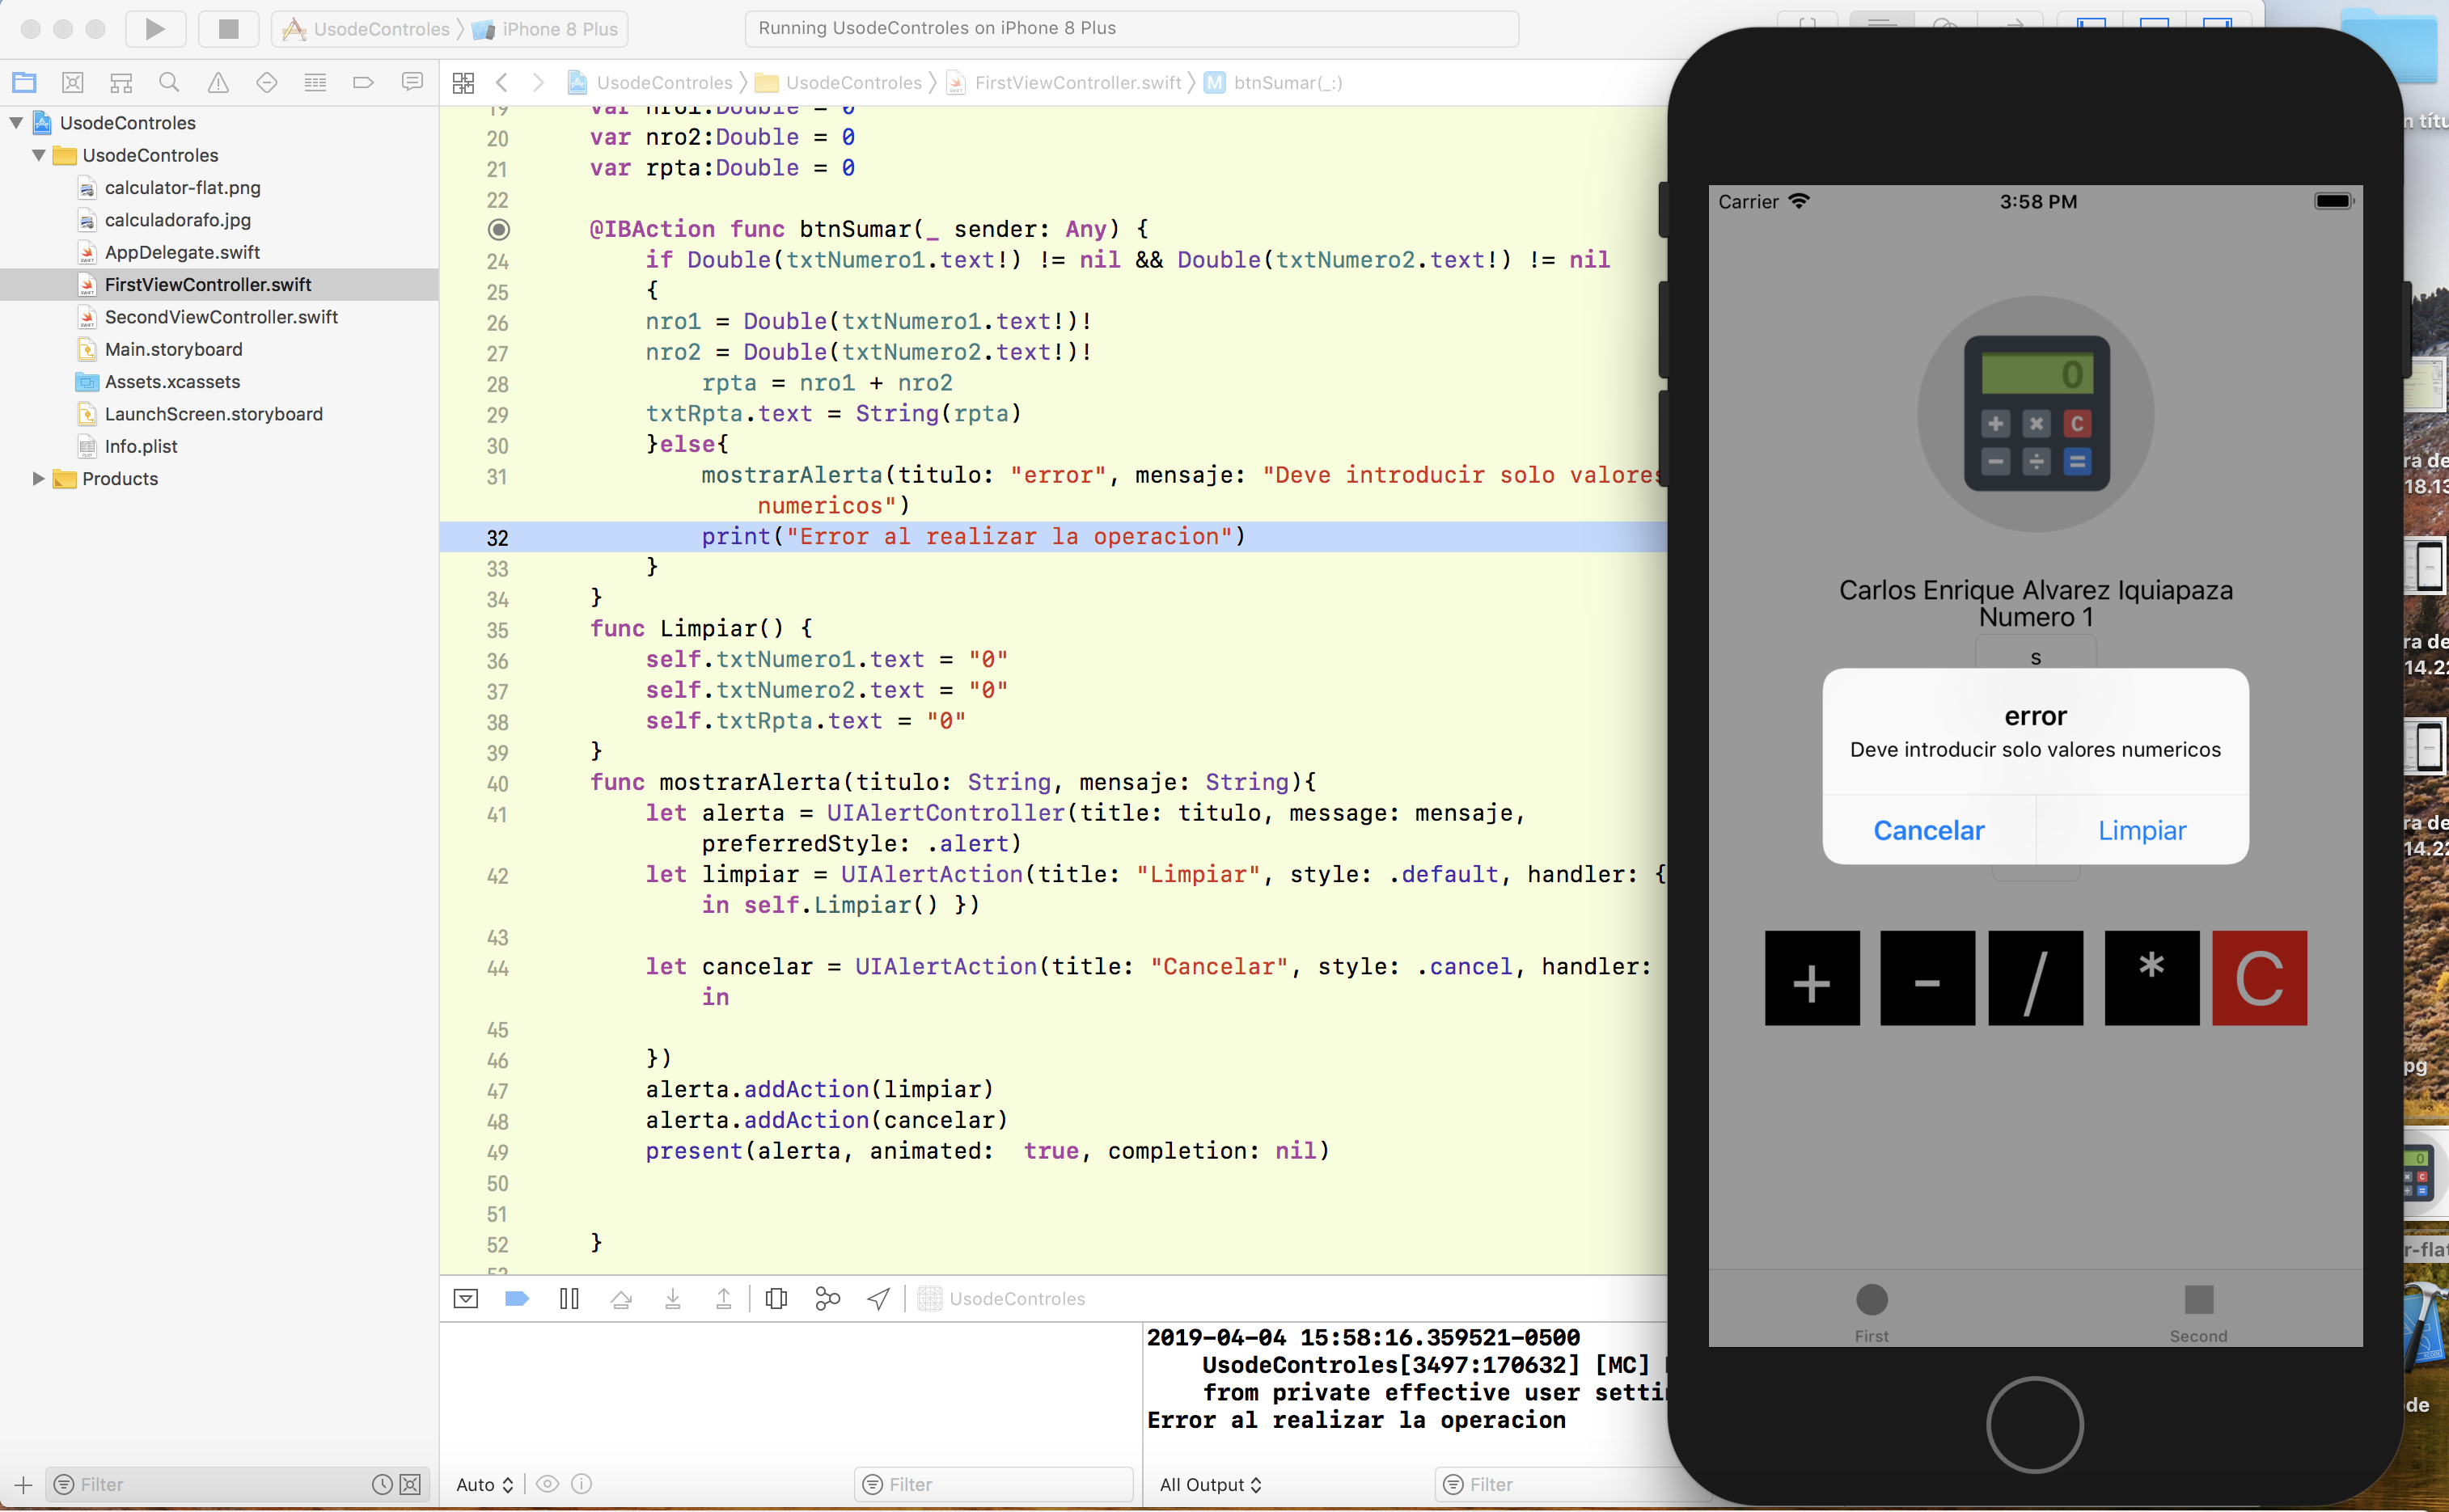 UsodeControles
iPhone 8 Plus
Running UsodeControles on iPhone 8 Plus
UsodeControles
UsodeControles
FirstViewController.swift
M
btnSumar(_:)
UsodeControles
UsodeControles
calculator-flat.png
calculadorafo.jpg
AppDelegate.swift
FirstViewController.swift
SecondViewController.swift
Main.storyboard
Assets.xcassets
LaunchScreen.storyboard
Info.plist
Products
19 var nro1:Double = 0
20 var nro2:Double = 0
21 var rpta:Double = 0
22
@IBAction func btnSumar(_ sender: Any) {
24 if Double(txtNumero1.text!) != nil && Double(txtNumero2.text!) != nil
25 {
26 nro1 = Double(txtNumero1.text!)!
27 nro2 = Double(txtNumero2.text!)!
28 rpta = nro1 + nro2
29 txtRpta.text = String(rpta)
30 }else{
31 mostrarAlerta(titulo: "error", mensaje: "Deve introducir solo valores
numericos")
32 print("Error al realizar la operacion")
33 }
34 }
35 func Limpiar() {
36 self.txtNumero1.text = "0"
37 self.txtNumero2.text = "0"
38 self.txtRpta.text = "0"
39 }
40 func mostrarAlerta(titulo: String, mensaje: String){
41 let alerta = UIAlertController(title: titulo, message: mensaje,
preferredStyle: .alert)
42 let limpiar = UIAlertAction(title: "Limpiar", style: .default, handler: {
in self.Limpiar() })
43
44 let cancelar = UIAlertAction(title: "Cancelar", style: .cancel, handler:
in
45
46 })
47 alerta.addAction(limpiar)
48 alerta.addAction(cancelar)
49 present(alerta, animated:  true, completion: nil)
50
51
52 }
UsodeControles
2019-04-04 15:58:16.359521-0500
UsodeControles[3497:170632] [MC]
from private effective user
Error al realizar la operacion
Filter
Auto
Filter
All Output
Filter
Carrier
3:58 PM
0
+ × C
− ÷ =
Carlos Enrique Alvarez Iquiapaza
Numero 1
s
error
Deve introducir solo valores numericos
Cancelar
Limpiar
+ - / * C
First
Second